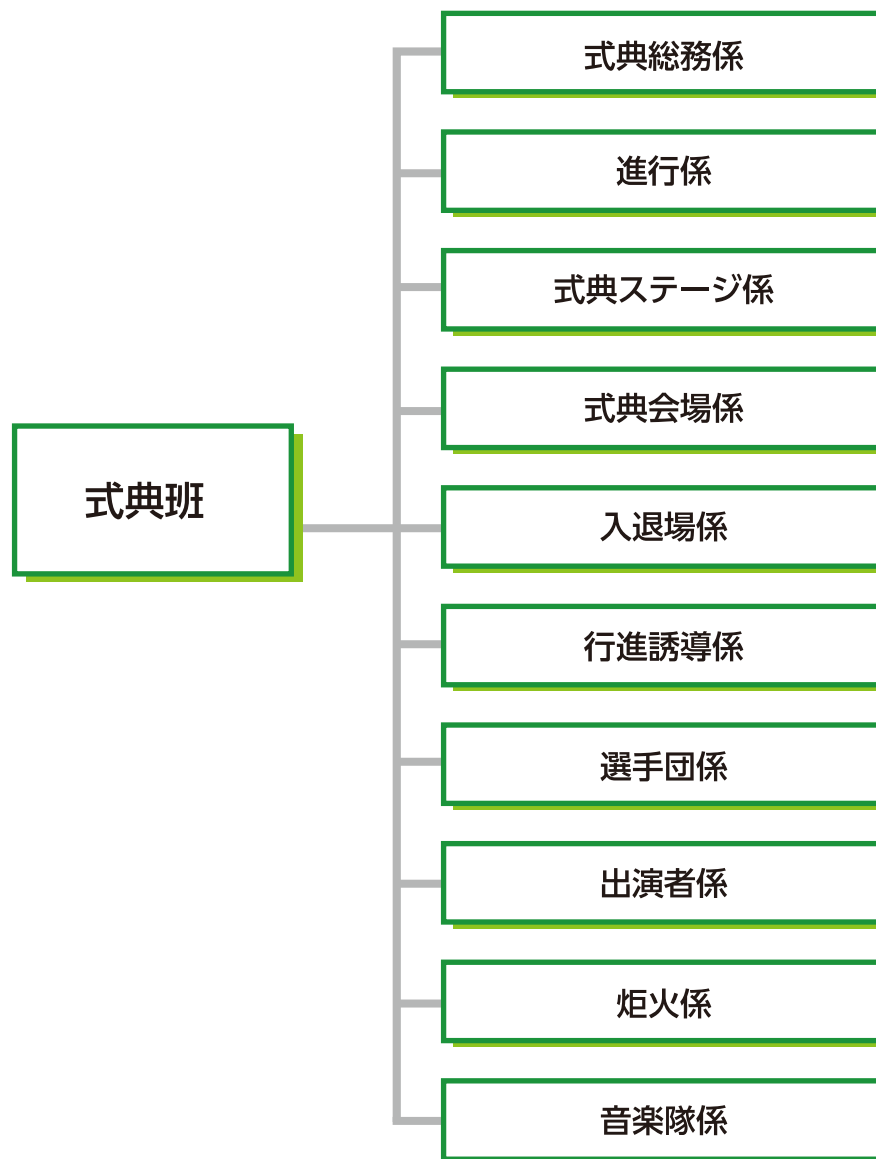 式典総務係
進行係
式典ステージ係
式典会場係
式典班
入退場係
行進誘導係
選手団係
出演者係
炬火係
音楽隊係